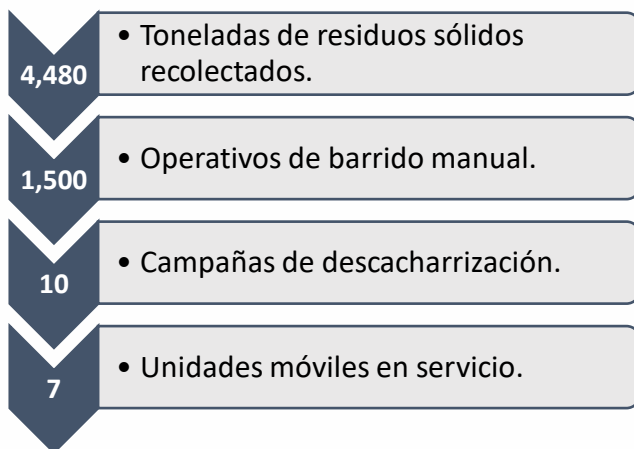 4,480
• Toneladas de residuos sólidos
recolectados.
1,500
• Operativos de barrido manual.
10
• Campañas de descacharrización.
7
• Unidades móviles en servicio.